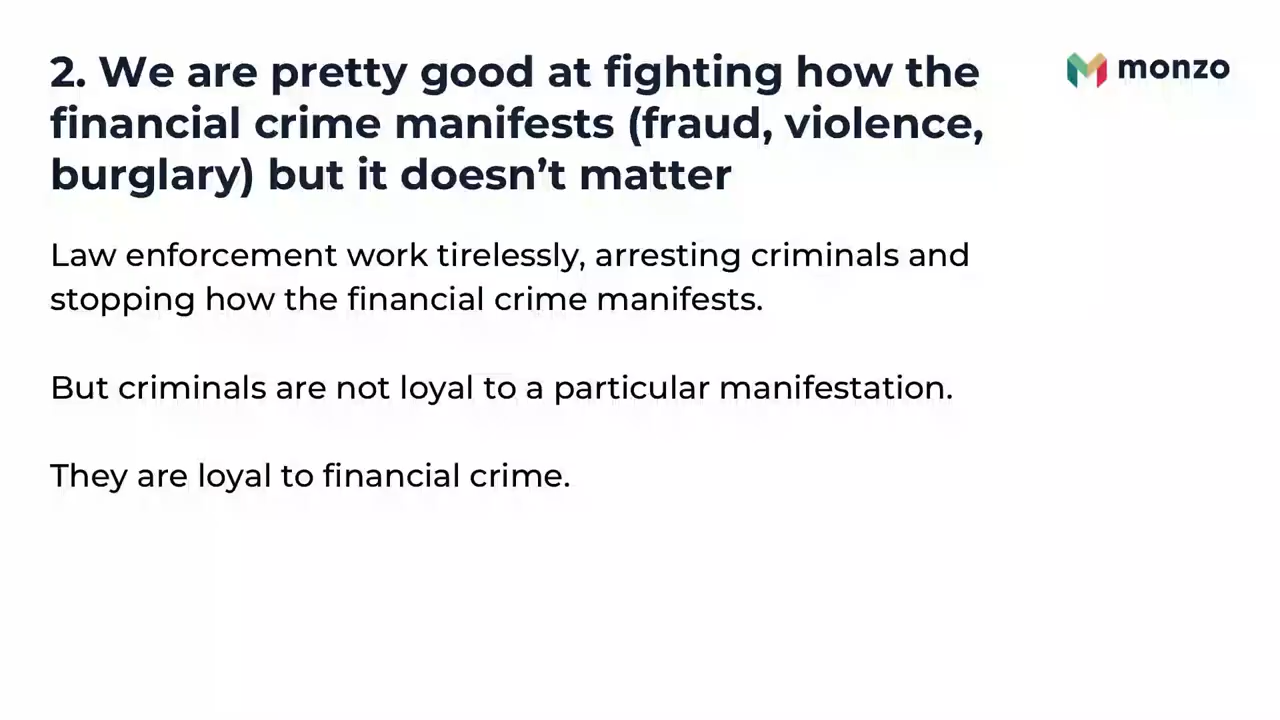 2. We are pretty good at fighting how the
financial crime manifests (fraud, violence,
burglary) but it doesn’t matter
monzo
Law enforcement work tirelessly, arresting criminals and
stopping how the financial crime manifests.
But criminals are not loyal to a particular manifestation.
They are loyal to financial crime.